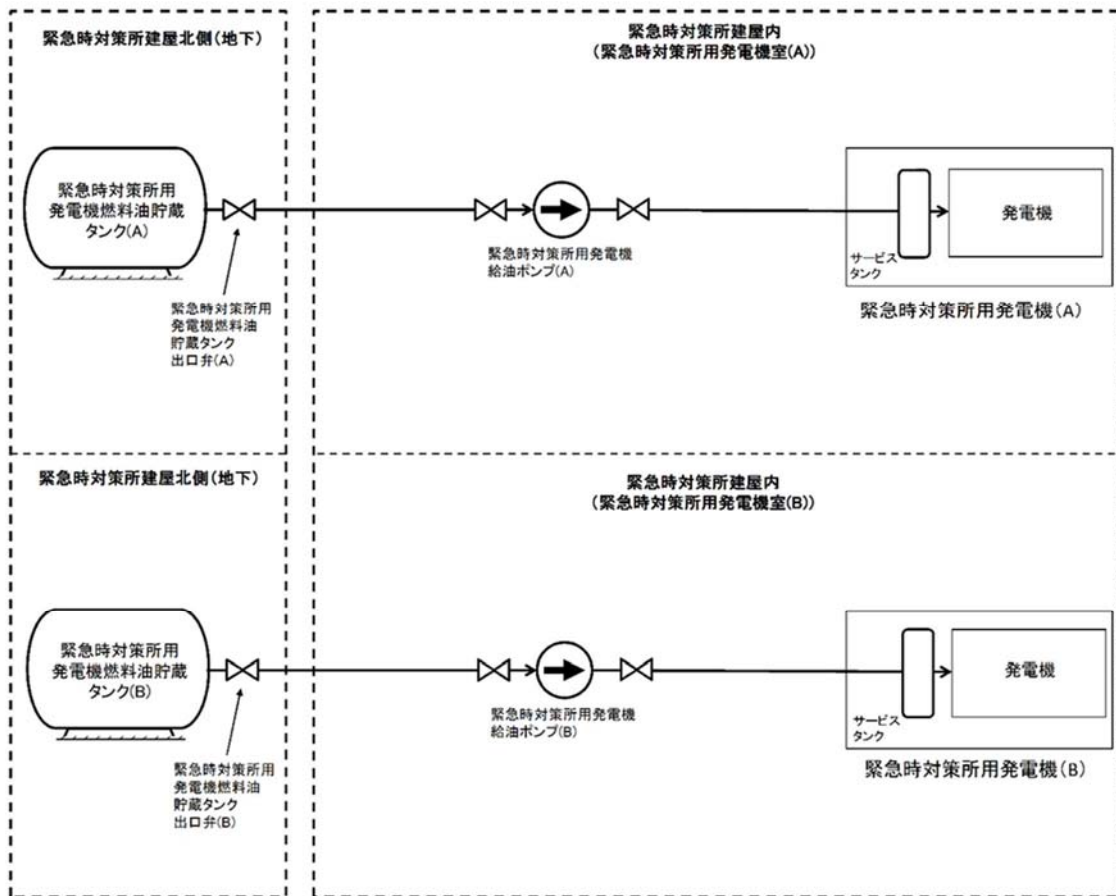 緊急時対策所建屋北側(地下)
緊急時対策所建屋内
(緊急時対策所用発電機室(A))
緊急時対策所用
発電機燃料油貯蔵
タンク(A)
緊急時対策所用
発電機燃料油
貯蔵タンク
出口弁(A)
緊急時対策所用発電機
給油ポンプ(A)
サービス
タンク
発電機
緊急時対策所用発電機(A)
緊急時対策所建屋北側(地下)
緊急時対策所建屋内
(緊急時対策所用発電機室(B))
緊急時対策所用
発電機燃料油貯蔵
タンク(B)
緊急時対策所用
発電機燃料油
貯蔵タンク
出口弁(B)
緊急時対策所用発電機
給油ポンプ(B)
サービス
タンク
発電機
緊急時対策所用発電機(B)